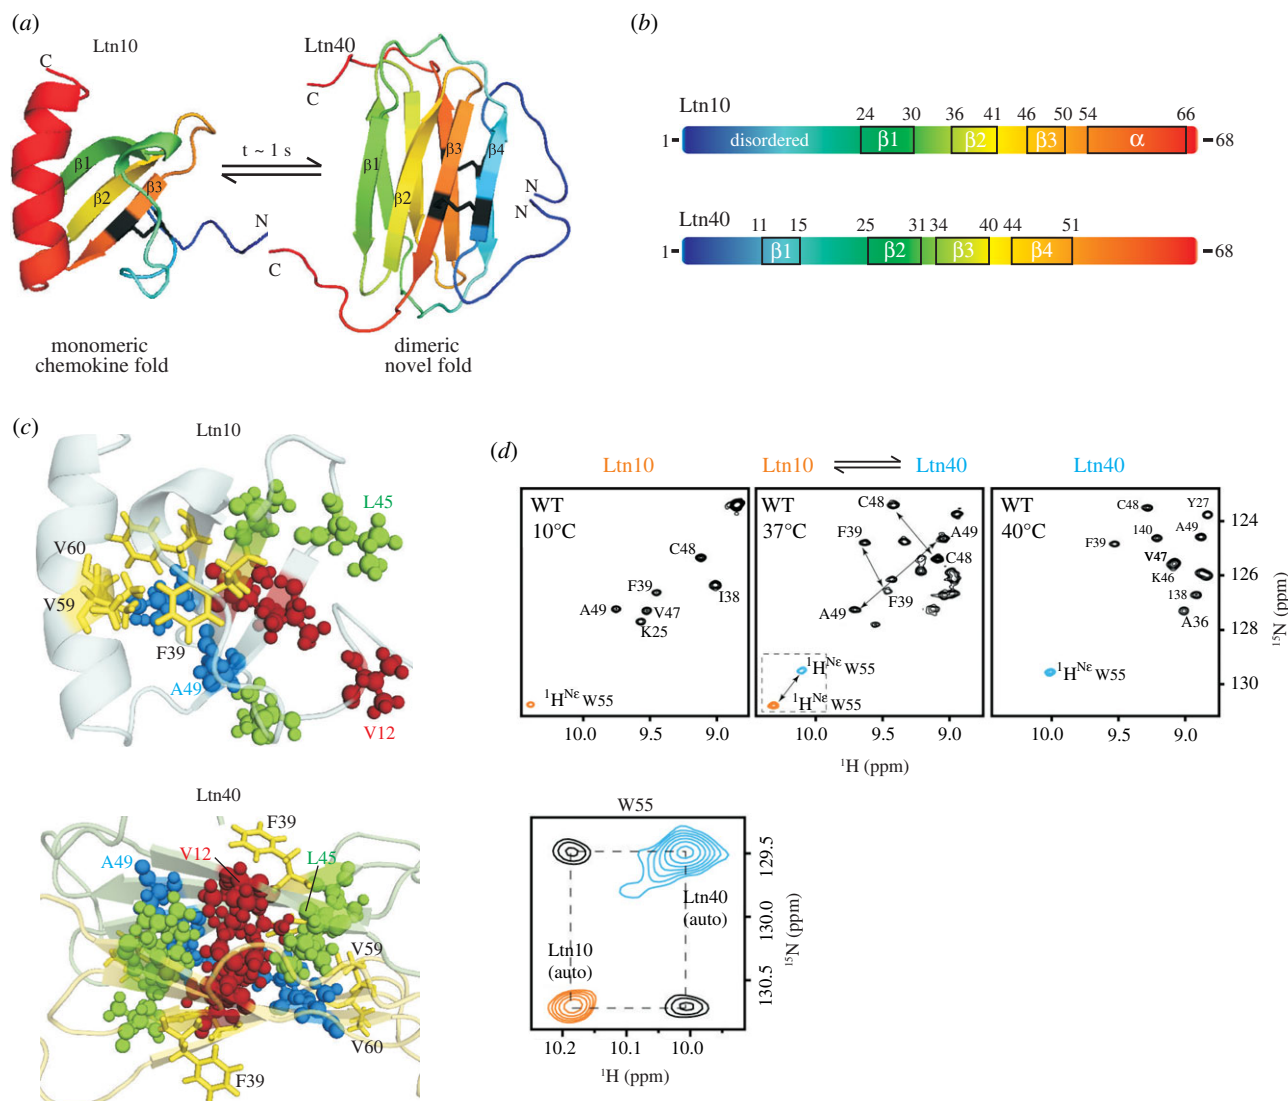 (a)
Ltn10
C
β1
β2
β3
N
t ~ 1 s
monomeric
chemokine fold
Ltn40
C
β1
β2
β3
β4
N
N
C
dimeric
novel fold
(b)
Ltn10
24 30 36 41 46 50 54 66
1 disordered β1 β2 β3 α 68
Ltn40
11 15 25 31 34 40 44 51
1 β1 β2 β3 β4 68
(c)
Ltn10
L45
V60
V59
F39
A49
V12
Ltn40
F39
A49
V12
L45
V59
V60
F39
(d)
Ltn10
Ltn10 Ltn40
Ltn40
WT
10°C
C48
I38
F39
A49
V47
K25
¹H^Nε W55
10.0 9.5 9.0
WT
37°C
C48
F39
A49
C48
A49
F39
¹H^Nε W55
¹H^Nε W55
10.0 9.5 9.0
WT
40°C
C48
Y27
140
A49
F39
V47
K46
138
A36
¹H^Nε W55
10.0 9.0
124
126
128
130
¹⁵N (ppm)
¹H (ppm)
W55
Ltn40
(auto)
Ltn10
(auto)
129.5
130.0
130.5
¹⁵N (ppm)
10.2 10.1 10.0
¹H (ppm)